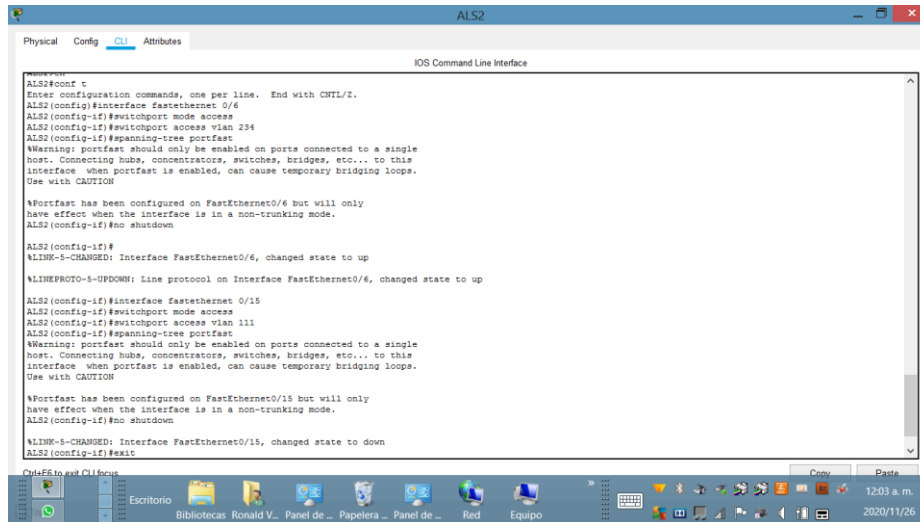 ALS2
Physical Config CLI Attributes
IOS Command Line Interface
ALS2#conf t
Enter configuration commands, one per line. End with CNTL/Z.
ALS2(config)#interface fastethernet 0/6
ALS2(config-if)#switchport mode access
ALS2(config-if)#switchport access vlan 234
ALS2(config-if)#spanning-tree portfast
%Warning: portfast should only be enabled on ports connected to a single
host. Connecting hubs, concentrators, switches, bridges, etc... to this
interface when portfast is enabled, can cause temporary bridging loops.
Use with CAUTION
%Portfast has been configured on FastEthernet0/6 but will only
have effect when the interface is in a non-trunking mode.
ALS2(config-if)#no shutdown
ALS2(config-if)#
%LINK-5-CHANGED: Interface FastEthernet0/6, changed state to up
%LINEPROTO-5-UPDOWN: Line protocol on Interface FastEthernet0/6, changed state to up
ALS2(config-if)#interface fastethernet 0/15
ALS2(config-if)#switchport mode access
ALS2(config-if)#switchport access vlan 111
ALS2(config-if)#spanning-tree portfast
%Warning: portfast should only be enabled on ports connected to a single
host. Connecting hubs, concentrators, switches, bridges, etc... to this
interface when portfast is enabled, can cause temporary bridging loops.
Use with CAUTION
%Portfast has been configured on FastEthernet0/15 but will only
have effect when the interface is in a non-trunking mode.
ALS2(config-if)#no shutdown
%LINK-5-CHANGED: Interface FastEthernet0/15, changed state to down
ALS2(config-if)#exit
Ctrl+F6 to exit CLI focus Copy Paste
Escritorio Bibliotecas Ronald V... Panel de ... Papelera ... Panel de ... Red Equipo » 12:03 a. m.
2020/11/26